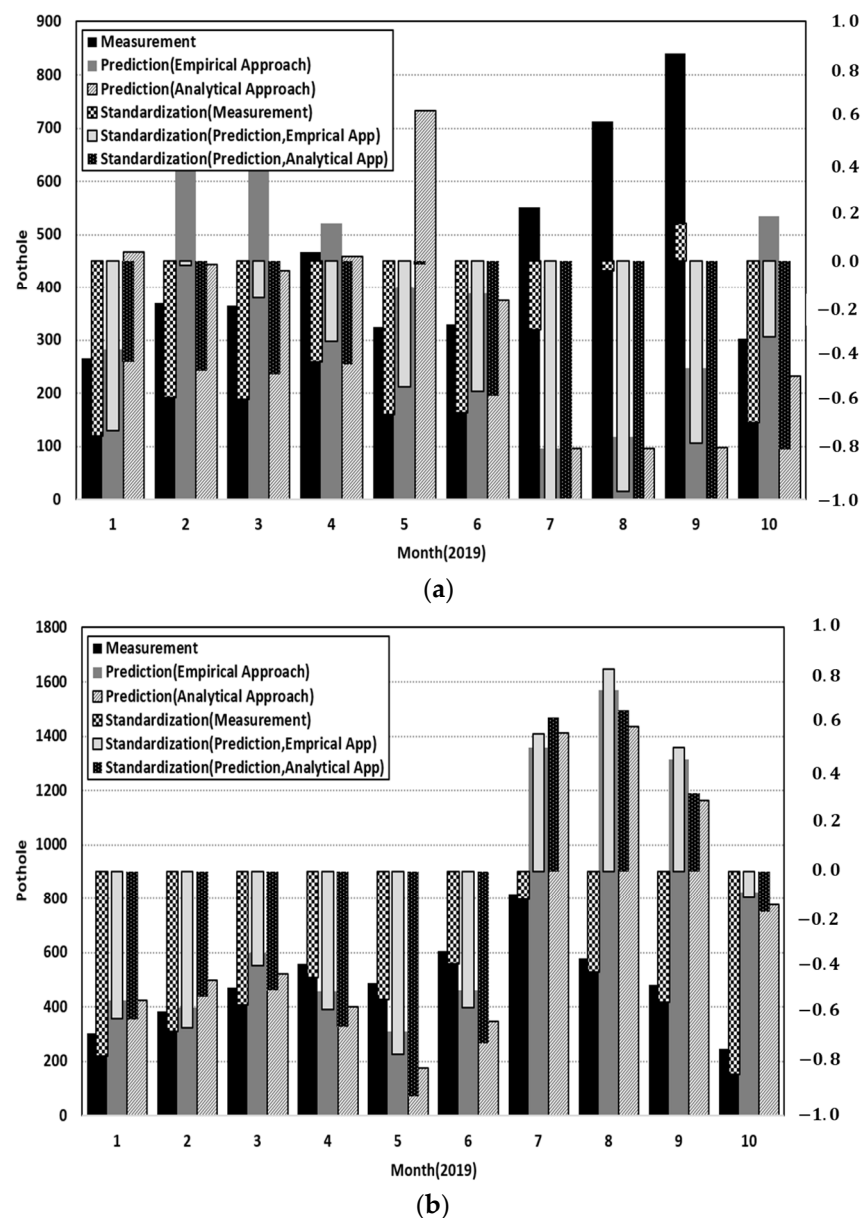 900
800
700
600
500
400
300
200
100
0
Pothole
Measurement
Prediction(Empirical Approach)
Prediction(Analytical Approach)
Standardization(Measurement)
Standardization(Prediction,Emprical App)
Standardization(Prediction,Analytical App
1.0
0.8
0.6
0.4
0.2
0.0
−0.2
−0.4
−0.6
−0.8
−1.0
1 2 3 4 5 6 7 8 9 10
Month(2019)
(a)
1800
1600
1400
1200
1000
800
600
400
200
0
Pothole
Measurement
Prediction(Empirical Approach)
Prediction(Analytical Approach)
Standardization(Measurement)
Standardization(Prediction,Emprical App)
Standardization(Prediction,Analytical App)
1.0
0.8
0.6
0.4
0.2
0.0
−0.2
−0.4
−0.6
−0.8
−1.0
1 2 3 4 5 6 7 8 9 10
Month(2019)
(b)